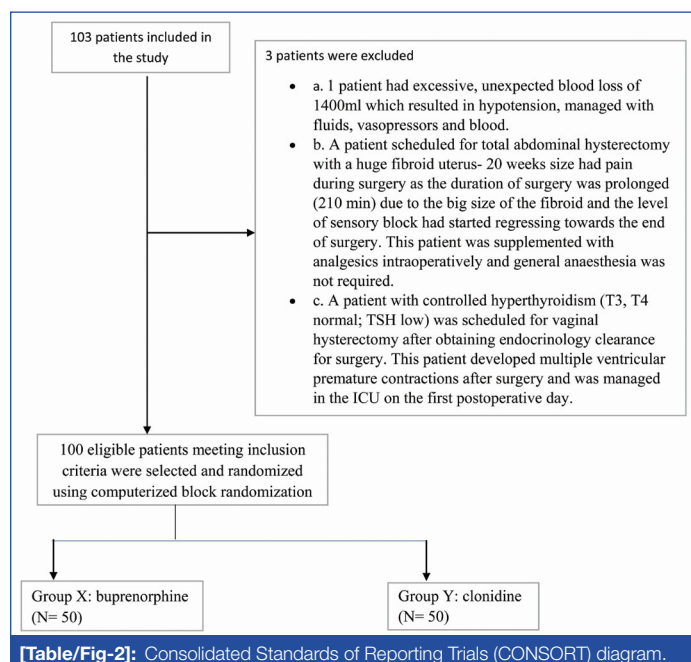 103 patients included in
the study
3 patients were excluded
• a. 1 patient had excessive, unexpected blood loss of
1400ml which resulted in hypotension, managed with
fluids, vasopressors and blood.
• b. A patient scheduled for total abdominal hysterectomy
with a huge fibroid uterus- 20 weeks size had pain
during surgery as the duration of surgery was prolonged
(210 min) due to the big size of the fibroid and the level
of sensory block had started regressing towards the end
of surgery. This patient was supplemented with
analgesics intraoperatively and general anaesthesia was
not required.
• c. A patient with controlled hyperthyroidism (T3, T4
normal; TSH low) was scheduled for vaginal
hysterectomy after obtaining endocrinology clearance
for surgery. This patient developed multiple ventricular
premature contractions after surgery and was managed
in the ICU on the first postoperative day.
100 eligible patients meeting inclusion
criteria were selected and randomized
using computerized block randomization
Group X: buprenorphine
(N= 50)
Group Y: clonidine
(N= 50)
[Table/Fig-2]: Consolidated Standards of Reporting Trials (CONSORT) diagram.